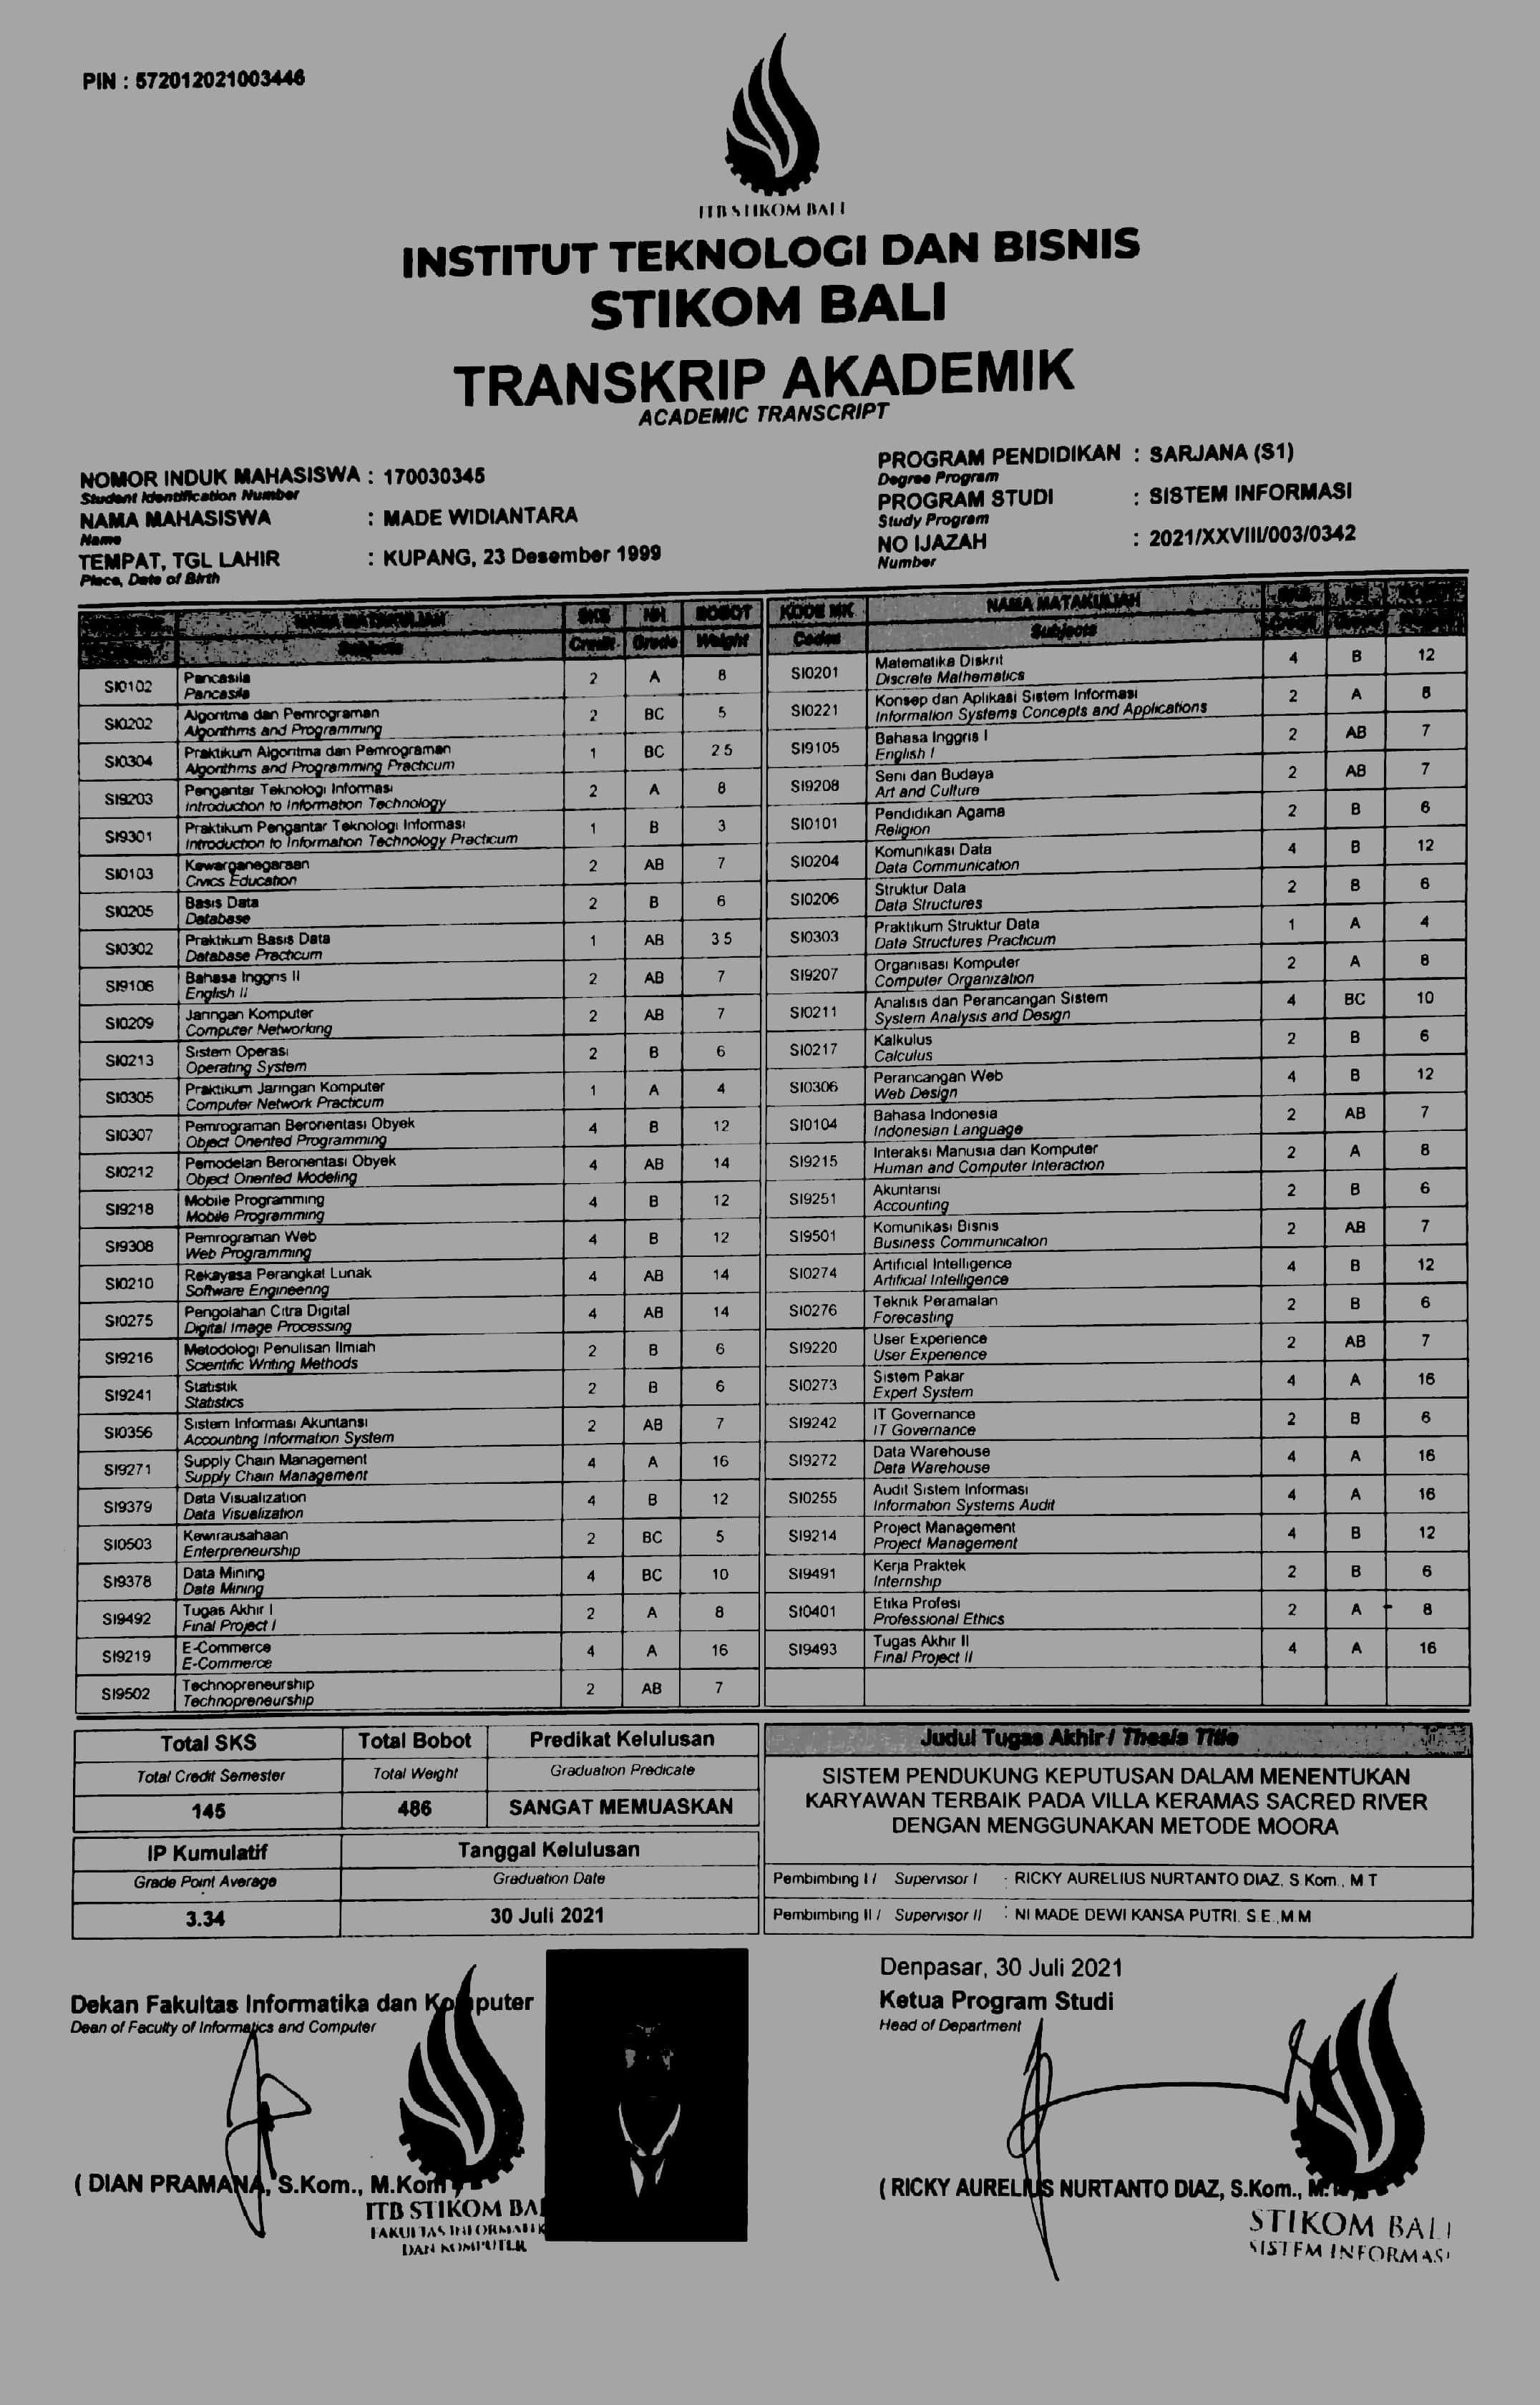 PIN : 572012021003446
ITB STIKOM BALI
INSTITUT TEKNOLOGI DAN BISNIS
STIKOM BALI
TRANSKRIP AKADEMIK
ACADEMIC TRANSCRIPT
NOMOR INDUK MAHASISWA : 170030345
Student Identification Number
NAMA MAHASISWA : MADE WIDIANTARA
Name
TEMPAT, TGL LAHIR : KUPANG, 23 Desember 1999
Place, Date of Birth
PROGRAM PENDIDIKAN : SARJANA (S1)
Degree Program
PROGRAM STUDI : SISTEM INFORMASI
Study Program
NO IJAZAH : 2021/XXVIII/003/0342
Number
NAMA MATAKULIAH SKS NH BOBOT
Subjects Credit Grade Weight
SI0102 Pancasila 2 A 8
Pancasila
SI0202 Algoritma dan Pemrograman 2 BC 5
Algorithms and Programming
SI0304 Praktikum Algoritma dan Pemrograman 1 BC 2 5
Algorithms and Programming Practicum
SI9203 Pengantar Teknologi Informasi 2 A 8
Introduction to Information Technology
SI9301 Praktikum Pengantar Teknologi Informasi 1 B 3
Introduction to Information Technology Practicum
SI0103 Kewarganegaraan 2 AB 7
Civics Education
SI0205 Basis Data 2 B 6
Database
SI0302 Praktikum Basis Data 1 AB 3 5
Database Practicum
SI9106 Bahasa Inggris II 2 AB 7
English II
SI0209 Jaringan Komputer 2 AB 7
Computer Networking
SI0213 Sistem Operasi 2 B 6
Operating System
SI0305 Praktikum Jaringan Komputer 1 A 4
Computer Network Practicum
SI0307 Pemrograman Berorientasi Obyek 4 B 12
Object Oriented Programming
SI0212 Pemodelan Berorientasi Obyek 4 AB 14
Object Oriented Modeling
SI9218 Mobile Programming 4 B 12
Mobile Programming
SI9308 Pemrograman Web 4 B 12
Web Programming
SI0210 Rekayasa Perangkat Lunak 4 AB 14
Software Engineering
SI0275 Pengolahan Citra Digital 4 AB 14
Digital Image Processing
SI9216 Metodologi Penulisan Ilmiah 2 B 6
Scientific Writing Methods
SI9241 Statistik 2 B 6
Statistics
SI0356 Sistem Informasi Akuntansi 2 AB 7
Accounting Information System
SI9271 Supply Chain Management 4 A 16
Supply Chain Management
SI9379 Data Visualization 4 B 12
Data Visualization
SI0503 Kewirausahaan 2 BC 5
Enterpreneurship
SI9378 Data Mining 4 BC 10
Data Mining
SI9492 Tugas Akhir I 2 A 8
Final Project I
SI9219 E-Commerce 4 A 16
E-Commerce
SI9502 Technopreneurship 2 AB 7
Technopreneurship
KODE MK NAMA MATAKULIAH
Codes Subjects
SI0201 Matematika Diskrit 4 B 12
Discrete Mathematics
SI0221 Konsep dan Aplikasi Sistem Informasi 2 A 8
Information Systems Concepts and Applications
SI9105 Bahasa Inggris I 2 AB 7
English I
SI9208 Seni dan Budaya 2 AB 7
Art and Culture
SI0101 Pendidikan Agama 2 B 6
Religion
SI0204 Komunikasi Data 4 B 12
Data Communication
SI0206 Struktur Data 2 B 6
Data Structures
SI0303 Praktikum Struktur Data 1 A 4
Data Structures Practicum
SI9207 Organisasi Komputer 2 A 8
Computer Organization
SI0211 Analisis dan Perancangan Sistem 4 BC 10
System Analysis and Design
SI0217 Kalkulus 2 B 6
Calculus
SI0306 Perancangan Web 4 B 12
Web Design
SI0104 Bahasa Indonesia 2 AB 7
Indonesian Language
SI9215 Interaksi Manusia dan Komputer 2 A 8
Human and Computer Interaction
SI9251 Akuntansi 2 B 6
Accounting
SI9501 Komunikasi Bisnis 2 AB 7
Business Communication
SI0274 Artificial Intelligence 4 B 12
Artificial Intelligence
SI0276 Teknik Peramalan 2 B 6
Forecasting
SI9220 User Experience 2 AB 7
User Experience
SI0273 Sistem Pakar 4 A 16
Expert System
SI9242 IT Governance 2 B 6
IT Governance
SI9272 Data Warehouse 4 A 16
Data Warehouse
SI0255 Audit Sistem Informasi 4 A 16
Information Systems Audit
SI9214 Project Management 4 B 12
Project Management
SI9491 Kerja Praktek 2 B 6
Internship
SI0401 Etika Profesi 2 A 8
Professional Ethics
SI9493 Tugas Akhir II 4 A 16
Final Project II
Total SKS Total Bobot Predikat Kelulusan
Total Credit Semester Total Weight Graduation Predicate
145 486 SANGAT MEMUASKAN
IP Kumulatif Tanggal Kelulusan
Grade Point Average Graduation Date
3.34 30 Juli 2021
Judul Tugas Akhir / Thesis Title
SISTEM PENDUKUNG KEPUTUSAN DALAM MENENTUKAN
KARYAWAN TERBAIK PADA VILLA KERAMAS SACRED RIVER
DENGAN MENGGUNAKAN METODE MOORA
Pembimbing I / Supervisor I : RICKY AURELIUS NURTANTO DIAZ, S.Kom., M.T
Pembimbing II / Supervisor II : NI MADE DEWI KANSA PUTRI, S.E.,M.M
Denpasar, 30 Juli 2021
Dekan Fakultas Informatika dan Komputer
Dean of Faculty of Informatics and Computer
Ketua Program Studi
Head of Department
( DIAN PRAMANA, S.Kom., M.Kom )
ITB STIKOM BA
FAKULTAS INFORMATIK
DAN KOMPUTER
( RICKY AURELIUS NURTANTO DIAZ, S.Kom.,
STIKOM BALI
SISTEM INFORMASI